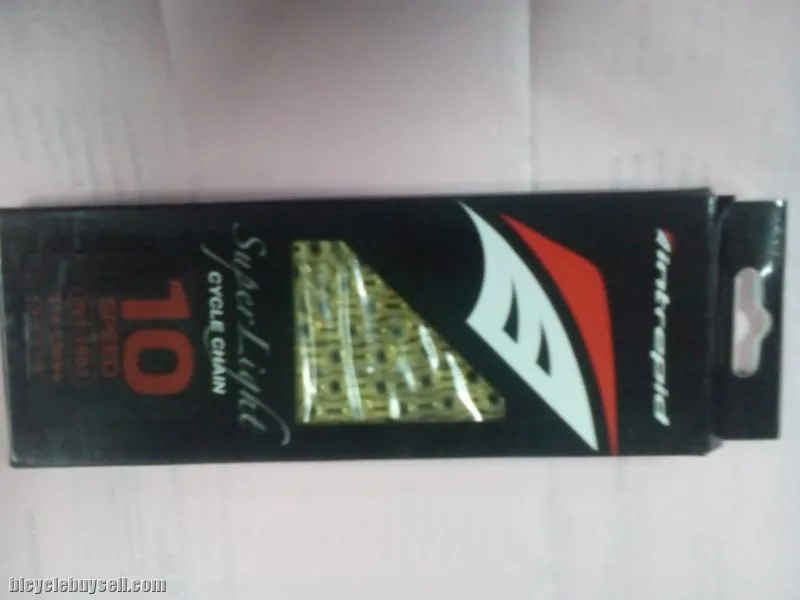 Intrepid
SuperLight
CYCLE CHAIN
10
SPEED
bicyclebuysell.com